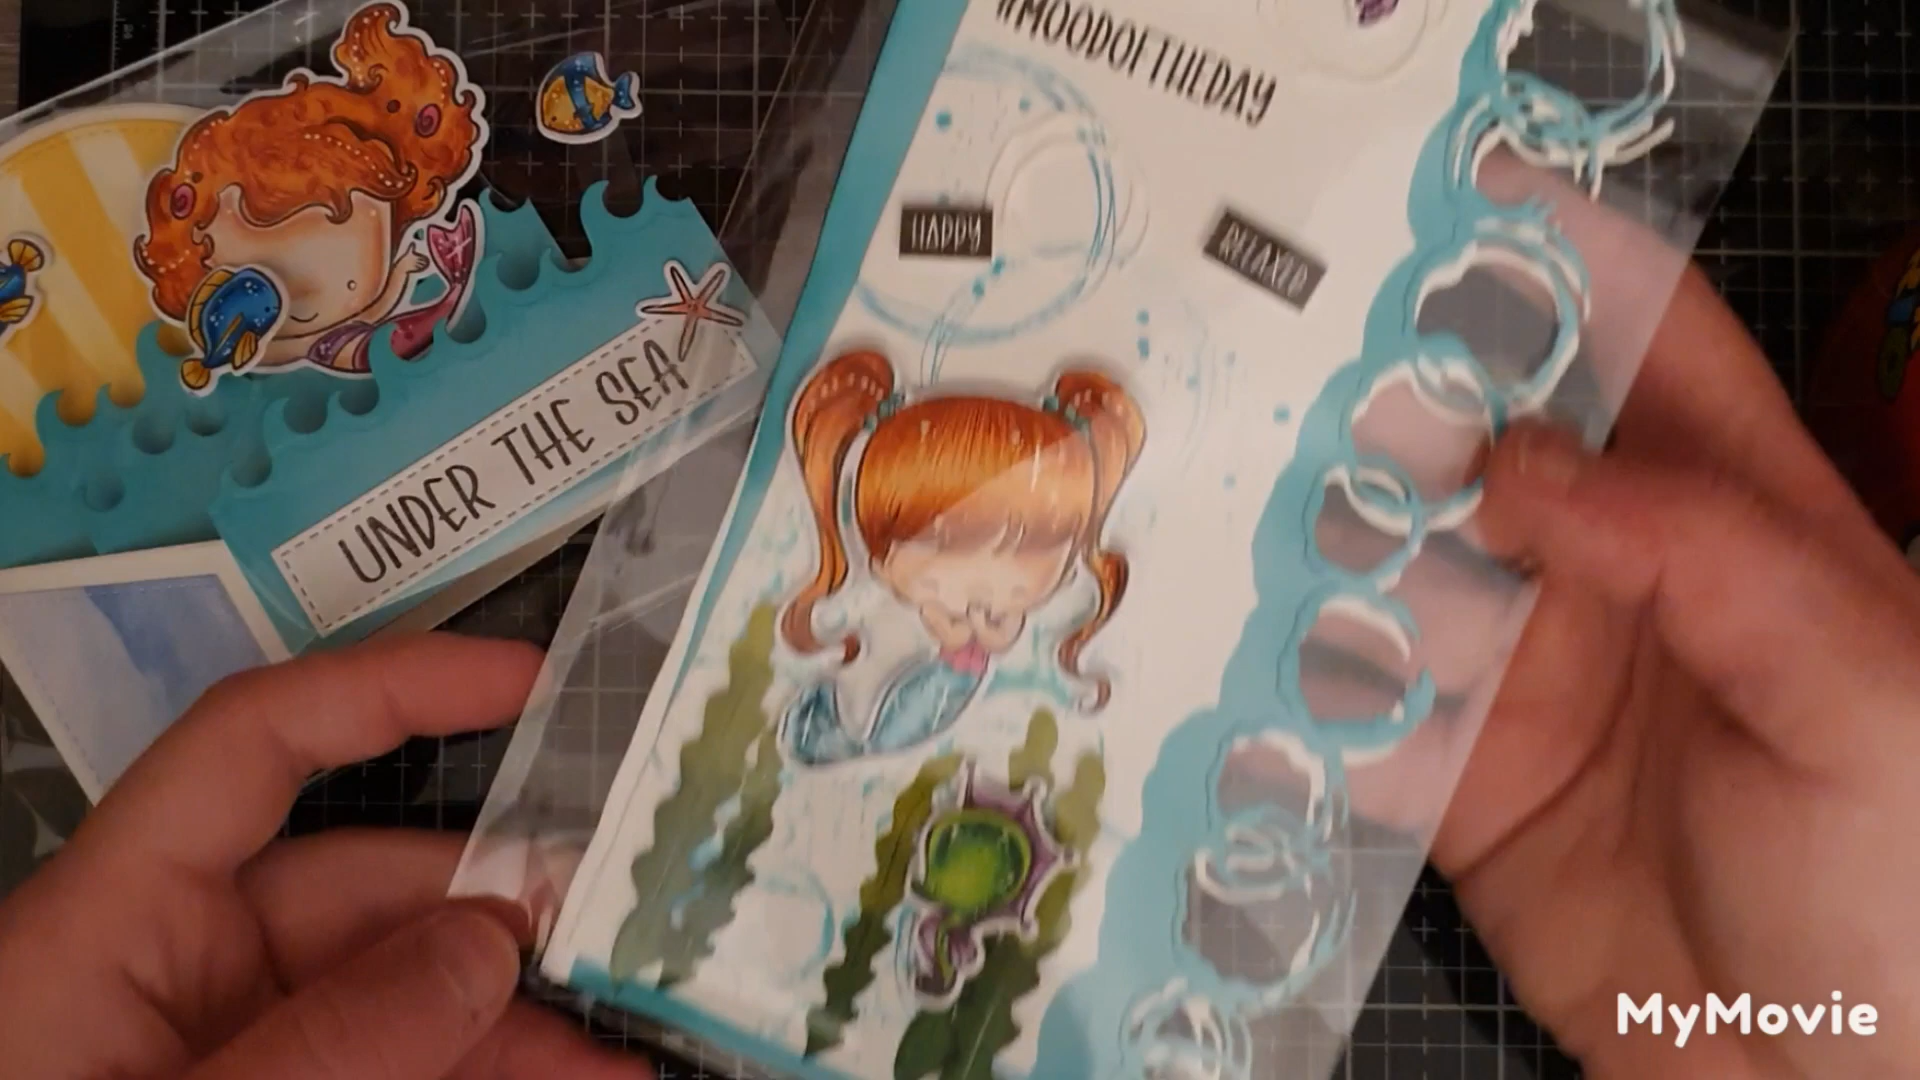 #MOODOFTHEDAY
HAPPY
RELAXED
UNDER THE SEA
MyMovie